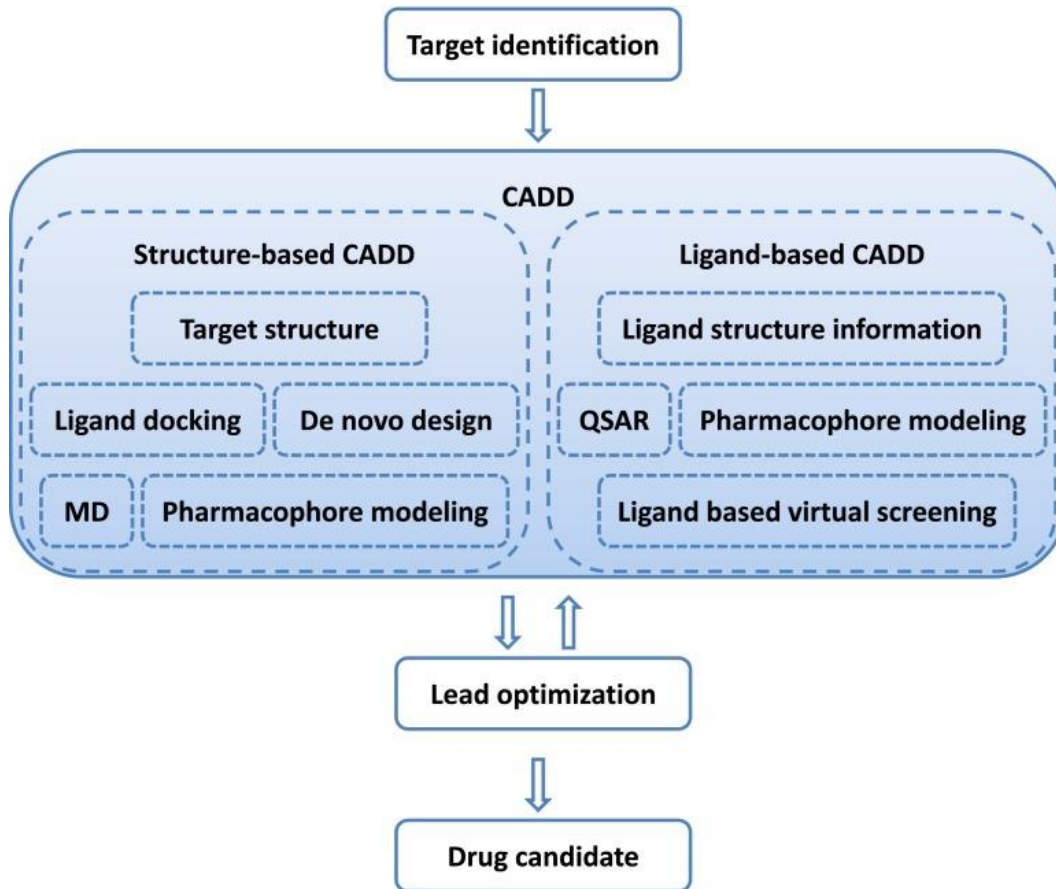 Target identification
CADD
Structure-based CADD
Target structure
Ligand docking
De novo design
MD
Pharmacophore modeling
Ligand-based CADD
Ligand structure information
QSAR
Pharmacophore modeling
Ligand based virtual screening
Lead optimization
Drug candidate